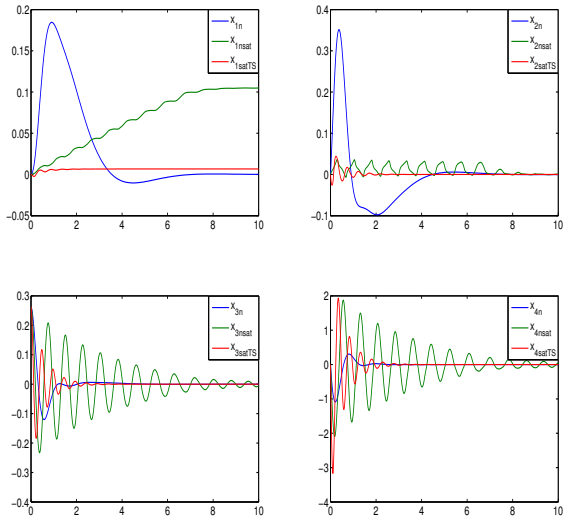 0.2
0.15
0.1
0.05
0
-0.05
0 2 4 6 8 10
X1n
X1nsat
X1satTS
0.4
0.3
0.2
0.1
0
-0.1
0 2 4 6 8 10
X2n
X2nsat
X2satTS
0.3
0.2
0.1
0
-0.1
-0.2
-0.3
-0.4
0 2 4 6 8 10
X3n
X3nsat
X3satTS
2
1
0
-1
-2
-3
-4
0 2 4 6 8 10
X4n
X4nsat
X4satTS